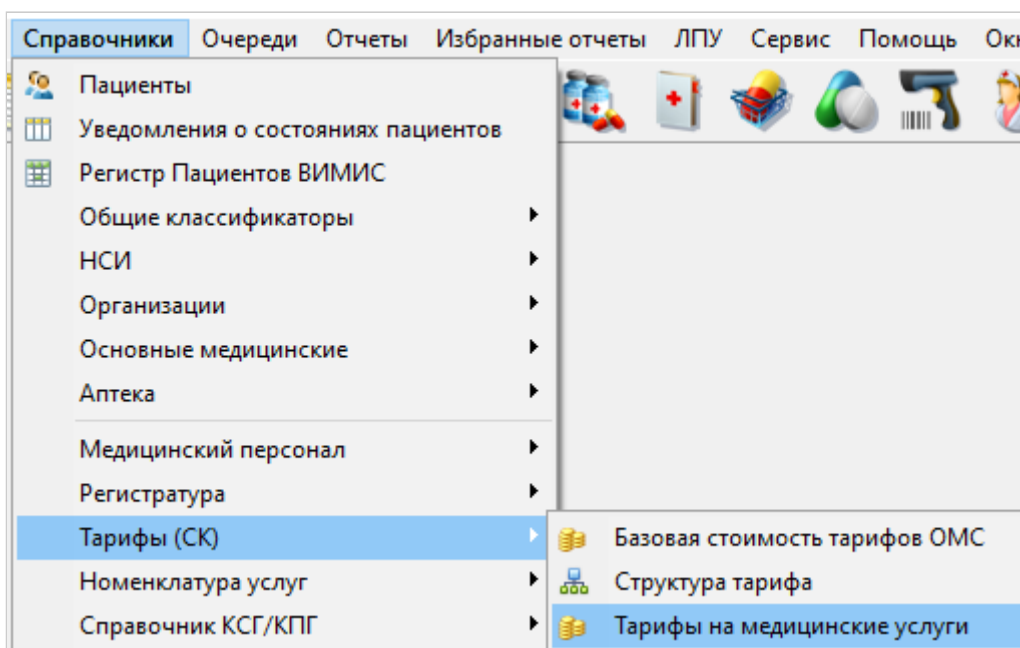 Справочники Очереди Отчеты Избранные отчеты ЛПУ Сервис Помощь
Пациенты
Уведомления о состояниях пациентов
Регистр Пациентов ВИМИС
Общие классификаторы
НСИ
Организации
Основные медицинские
Аптека
Медицинский персонал
Регистратура
Тарифы (СК)
Номенклатура услуг
Справочник КСГ/КПГ
Базовая стоимость тарифов ОМС
Структура тарифа
Тарифы на медицинские услуги